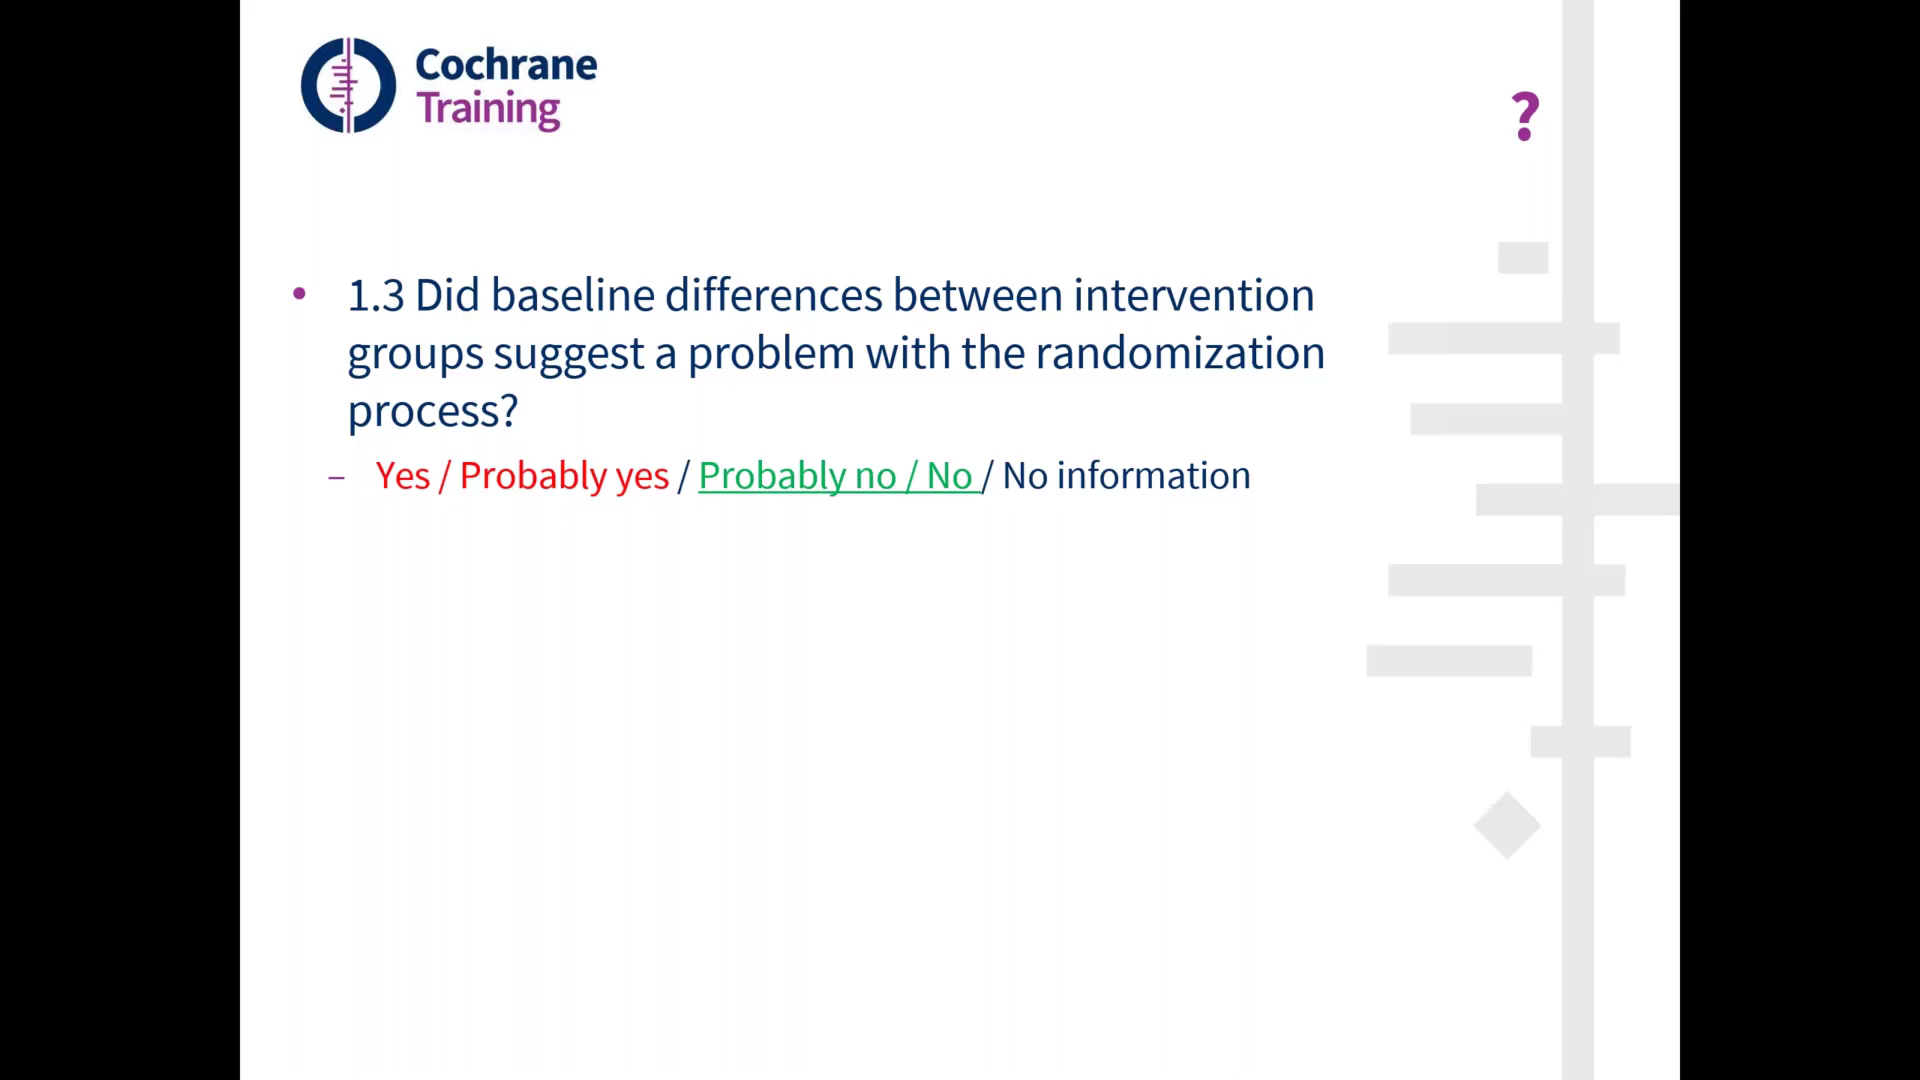 Cochrane
Training
?
• 1.3 Did baseline differences between intervention
groups suggest a problem with the randomization
process?
– Yes / Probably yes / Probably no / No / No information